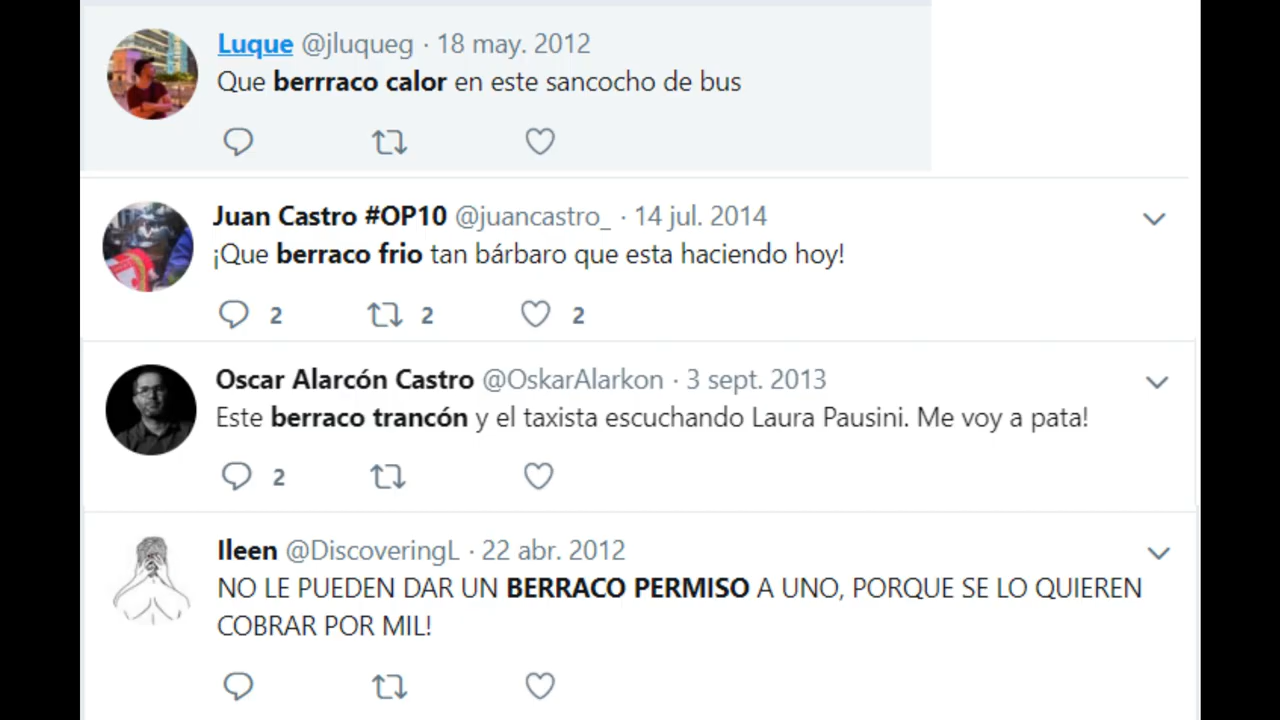 Luque @jluqueg · 18 may. 2012
Que berrraco calor en este sancocho de bus
Juan Castro #OP10 @juancastro_ · 14 jul. 2014
¡Que berraco frio tan bárbaro que esta haciendo hoy!
2 2 2
Oscar Alarcón Castro @OskarAlarkon · 3 sept. 2013
Este berraco trancón y el taxista escuchando Laura Pausini. Me voy a pata!
2
Ileen @DiscoveringL · 22 abr. 2012
NO LE PUEDEN DAR UN BERRACO PERMISO A UNO, PORQUE SE LO QUIEREN
COBRAR POR MIL!